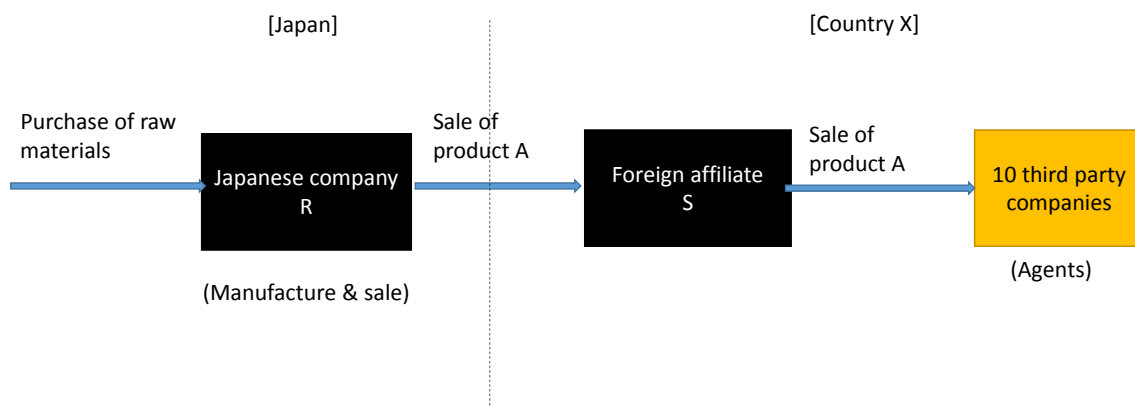 [Japan]
[Country X]
Purchase of raw
materials
Japanese company
R
(Manufacture & sale)
Sale of
product A
Foreign affiliate
S
Sale of
product A
10 third party
companies
(Agents)